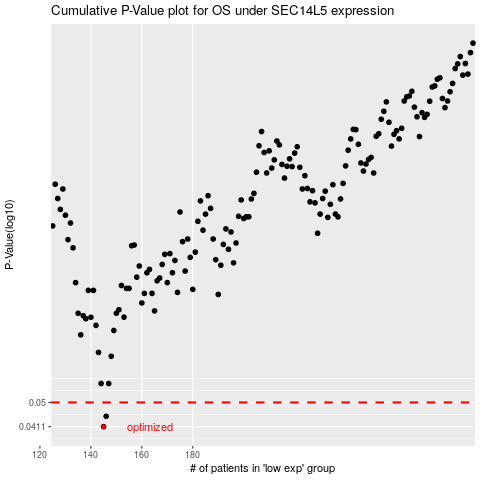 Cumulative P-Value plot for OS under SEC14L5 expression
P-Value(log10)
0.05
0.0411
optimized
120 140 160 180
# of patients in 'low exp' group